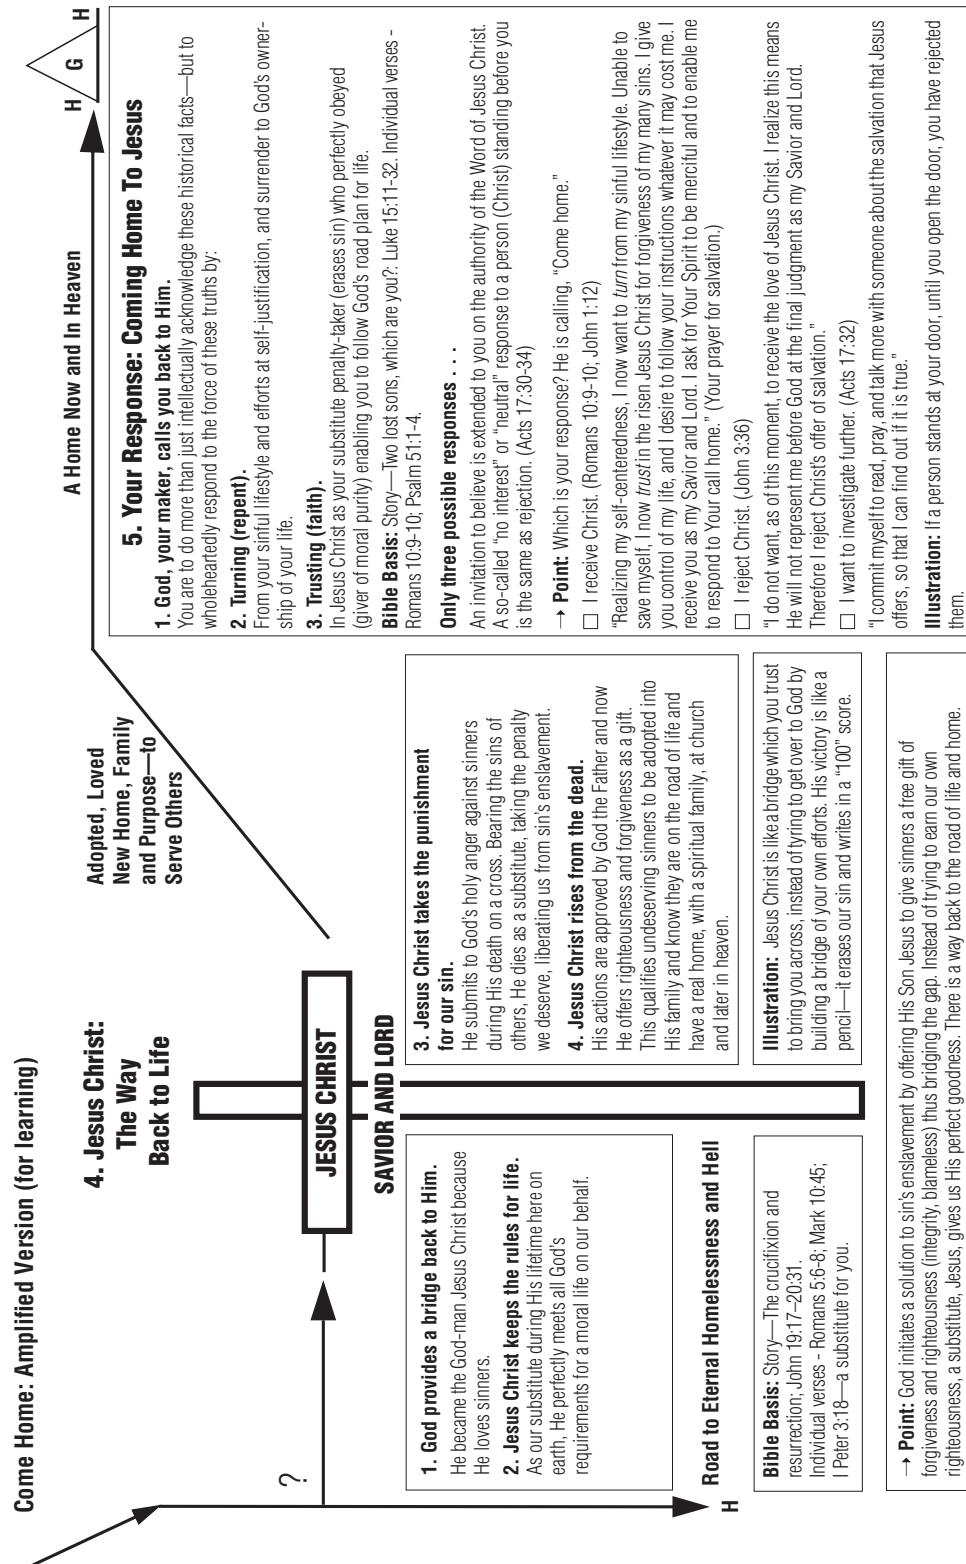 Come Home: Amplified Version (for learning)
4. Jesus Christ:
The Way
Back to Life
?
JESUS CHRIST
SAVIOR AND LORD
1. God provides a bridge back to Him.
He became the God-man Jesus Christ because
He loves sinners.
2. Jesus Christ keeps the rules for life.
As our substitute during His lifetime here on
earth, He perfectly meets all God's
requirements for a moral life on our behalf.
Road to Eternal Homelessness and Hell
H
3. Jesus Christ takes the punishment
for our sin.
He submits to God's holy anger against sinners
during His death on a cross. Bearing the sins of
others, He dies as a substitute, taking the penalty
we deserve, liberating us from sin's enslavement.
4. Jesus Christ rises from the dead.
His actions are approved by God the Father and now
He offers righteousness and forgiveness as a gift.
This qualifies undeserving sinners to be adopted into
His family and know they are on the road of life and
have a real home, with a spiritual family, at church
and later in heaven.
Bible Basis: Story—The crucifixion and
resurrection; John 19:17–20:31.
Individual verses - Romans 5:6-8; Mark 10:45;
I Peter 3:18—a substitute for you.
Illustration: Jesus Christ is like a bridge which you trust
to bring you across, instead of tyring to get over to God by
building a bridge of your own efforts. His victory is like a
pencil—it erases our sin and writes in a "100" score.
→ Point: God initiates a solution to sin's enslavement by offering His Son Jesus to give sinners a free gift of
forgiveness and righteousness (integrity, blameless) thus bridging the gap. Instead of trying to earn our own
righteousness, a substitute, Jesus, gives us His perfect goodness. There is a way back to the road of life and home.
Adopted, Loved
New Home, Family
and Purpose—to
Serve Others
A Home Now and In Heaven
H G H
5. Your Response: Coming Home To Jesus
1. God, your maker, calls you back to Him.
You are to do more than just intellectually acknowledge these historical facts—but to
wholeheartedly respond to the force of these truths by:
2. Turning (repent).
From your sinful lifestyle and efforts at self-justification, and surrender to God's owner-
ship of your life.
3. Trusting (faith).
In Jesus Christ as your substitute penalty-taker (erases sin) who perfectly obeyed
(giver of moral purity) enabling you to follow God's road plan for life.
Bible Basis: Story—Two lost sons, which are you?: Luke 15:11-32. Individual verses -
Romans 10:9-10; Psalm 51:1-4.
Only three possible responses . . .
An invitation to believe is extended to you on the authority of the Word of Jesus Christ.
A so-called "no interest" or "neutral" response to a person (Christ) standing before you
is the same as rejection. (Acts 17:30-34)
→ Point: Which is your response? He is calling, "Come home."
☐ I receive Christ. (Romans 10:9-10; John 1:12)
"Realizing my self-centeredness, I now want to turn from my sinful lifestyle. Unable to
save myself, I now trust in the risen Jesus Christ for forgiveness of my many sins. I give
you control of my life, and desire to follow your instructions whatever it may cost me. I
receive you as my Savior and Lord. I ask for Your Spirit to be merciful and to enable me
to respond to Your call home." (Your prayer for salvation.)
☐ I reject Christ. (John 3:36)
"I do not want, as of this moment, to receive the love of Jesus Christ. I realize this means
He will not represent me before God at the final judgment as my Savior and Lord.
Therefore I reject Christ's offer of salvation."
☐ I want to investigate further. (Acts 17:32)
"I commit myself to read, pray, and talk more with someone about the salvation that Jesus
offers, so that I can find out if it is true."
Illustration: If a person stands at your door, until you open the door, you have rejected
them.